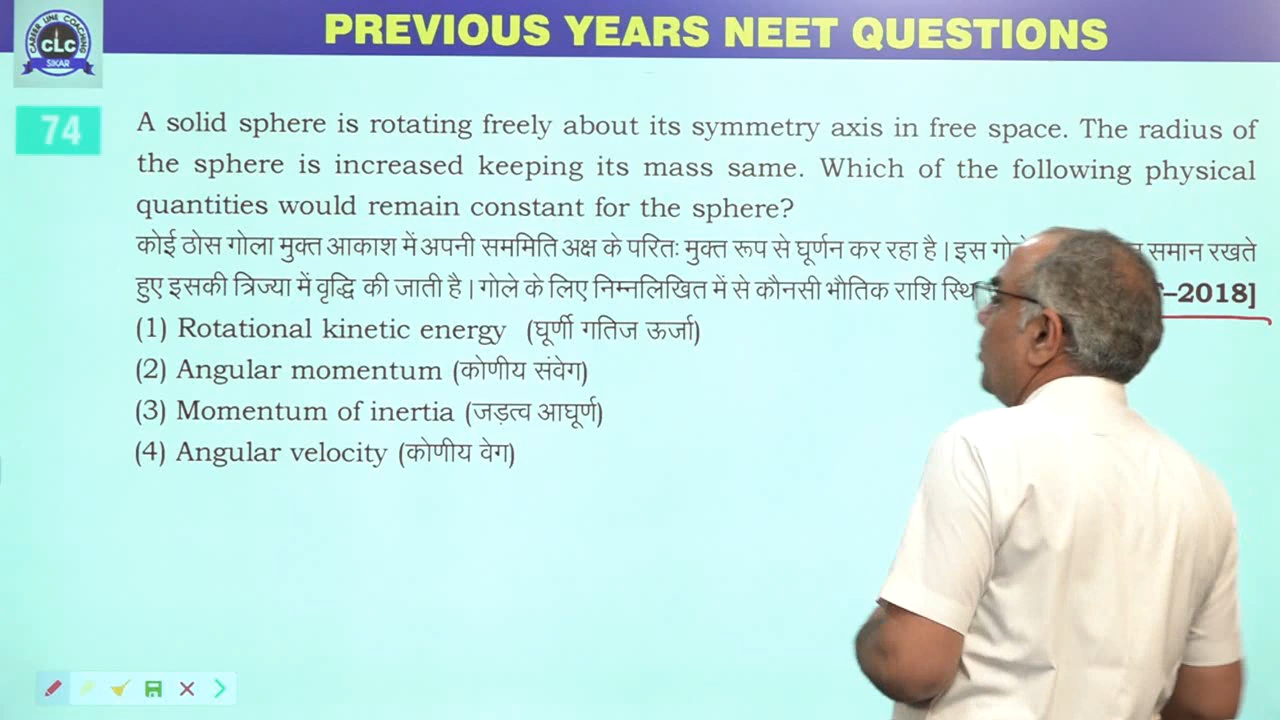 PREVIOUS YEARS NEET QUESTIONS
CAREER LINE COACHING
CLC
SIKAR
74
A solid sphere is rotating freely about its symmetry axis in free space. The radius of
the sphere is increased keeping its mass same. Which of the following physical
quantities would remain constant for the sphere?
कोई ठोस गोला मुक्त आकाश में अपनी सममिति अक्ष के परितः मुक्त रूप से घूर्णन कर रहा है। इस समान रखते
हुए इसकी त्रिज्या में वृद्धि की जाती है। गोले के लिए निम्नलिखित में से कौनसी भौतिक राशि –2018]
(1) Rotational kinetic energy (घूर्णी गतिज ऊर्जा)
(2) Angular momentum (कोणीय संवेग)
(3) Momentum of inertia (जड़त्व आघूर्ण)
(4) Angular velocity (कोणीय वेग)